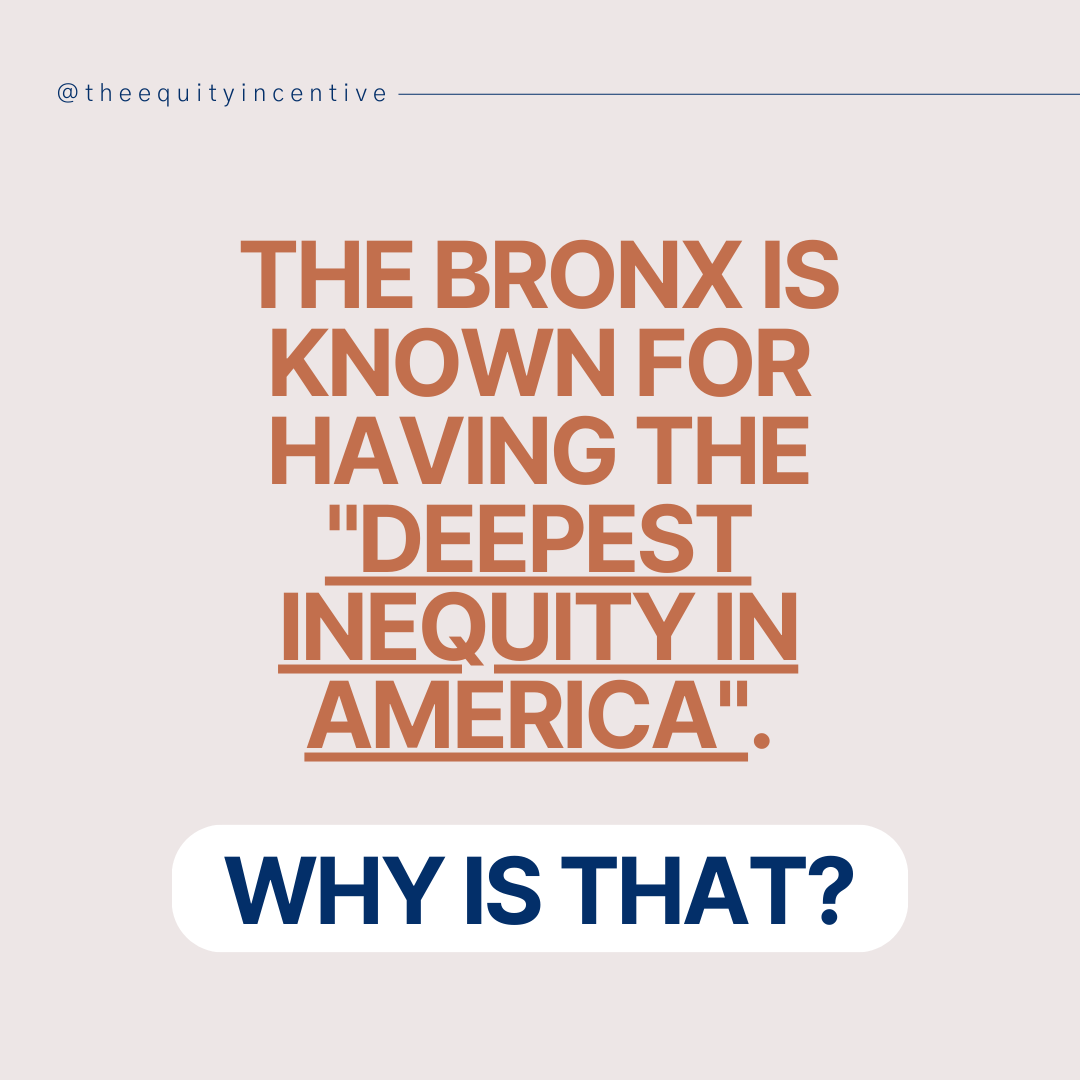 @theequityincentive
THE BRONX IS
KNOWN FOR
HAVING THE
"DEEPEST
INEQUITY IN
AMERICA".
WHY IS THAT?